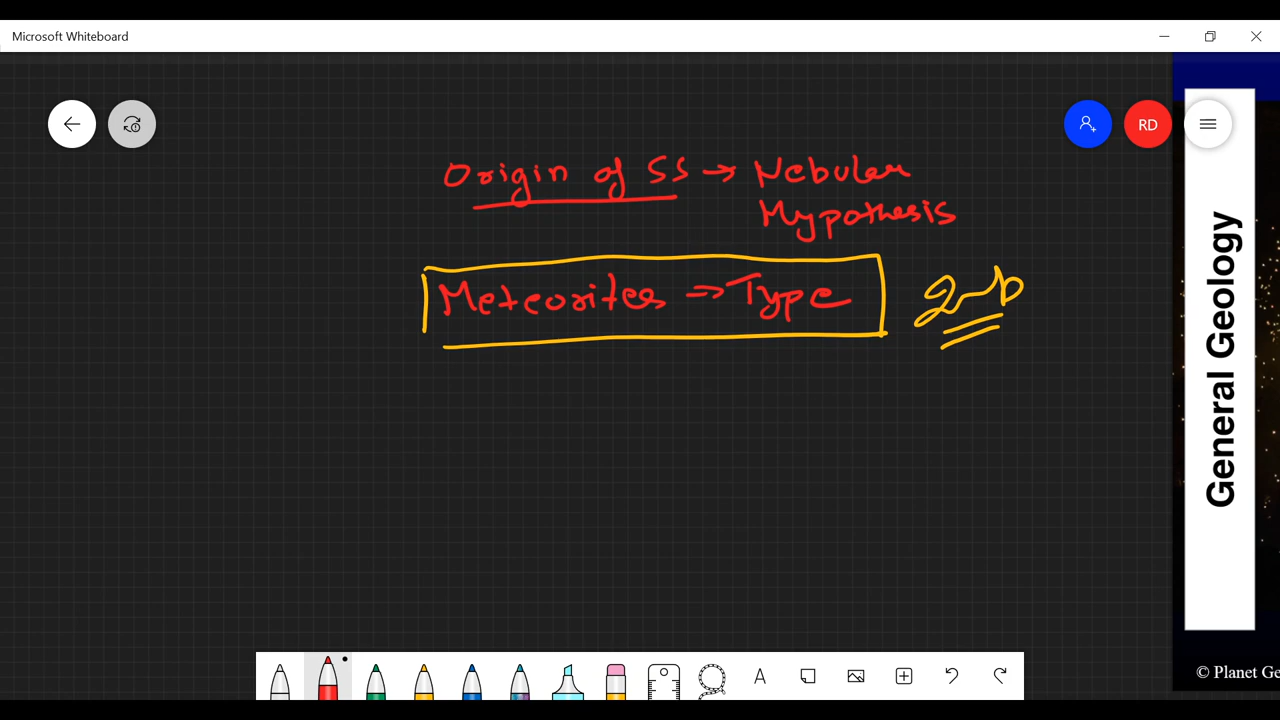 Microsoft Whiteboard
RD
Origin of SS → Nebular
Hypothesis
Meteorites ⇒ Type
General Geology
A
© Planet Ge